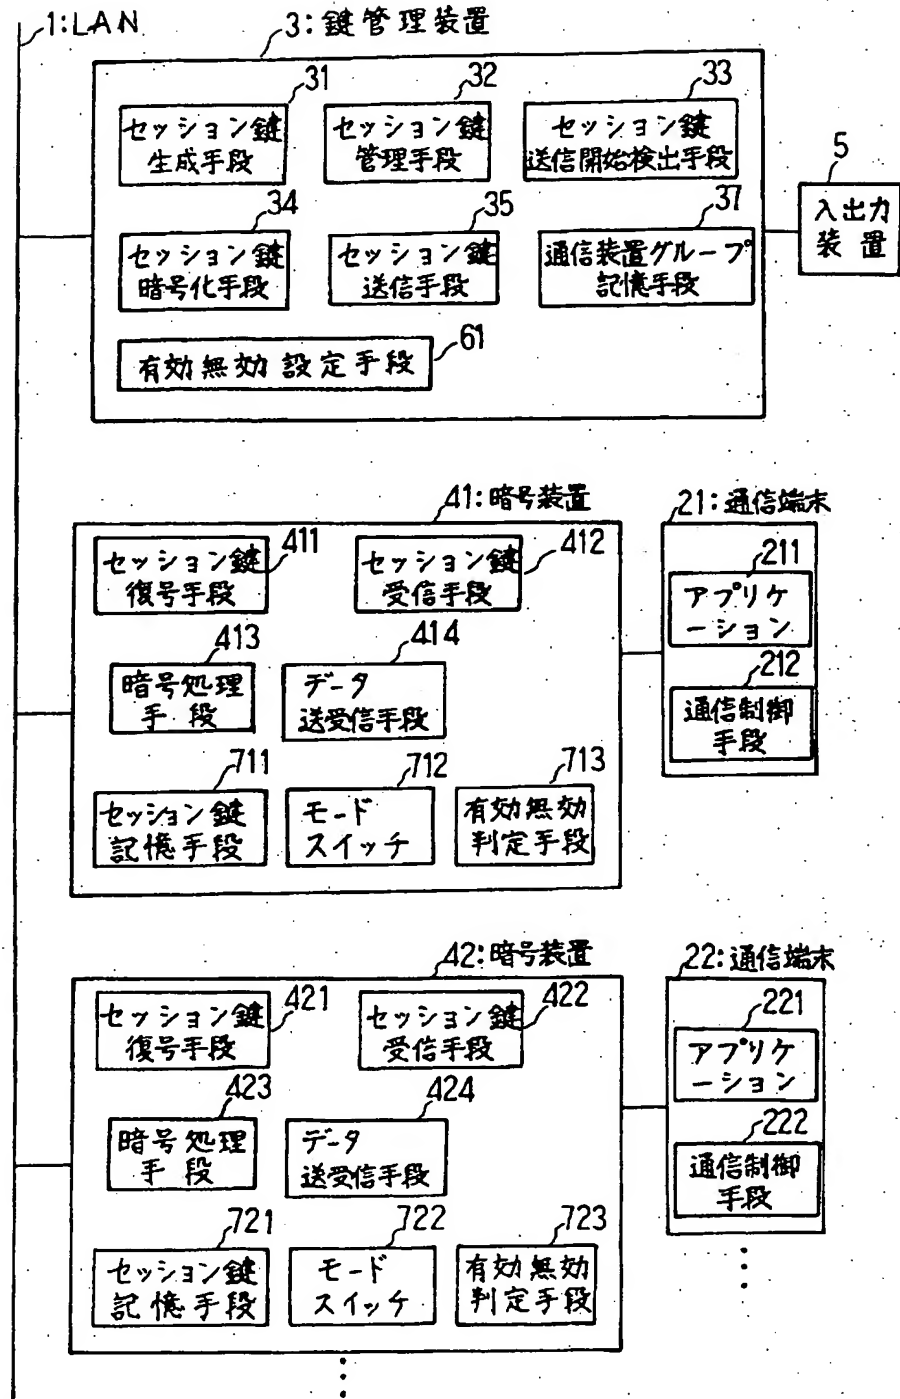 1:LAN
3:鍵管理装置
31
セッション鍵
生成手段
32
セッション鍵
管理手段
33
セッション鍵
送信開始検出手段
5
入出力
装置
34
セッション鍵
暗号化手段
35
セッション鍵
送信手段
37
通信装置グループ
記憶手段
61
有効無効設定手段
41:暗号装置
21:通信端末
411
セッション鍵
復号手段
412
セッション鍵
受信手段
211
アプリケ
ーション
413
暗号処理
手段
414
データ
送受信手段
212
通信制御
手段
711
セッション鍵
記憶手段
712
モード
スイッチ
713
有効無効
判定手段
42:暗号装置
22:通信端末
421
セッション鍵
復号手段
422
セッション鍵
受信手段
221
アプリケ
ーション
423
暗号処理
手段
424
データ
送受信手段
222
通信制御
手段
721
セッション鍵
記憶手段
722
モード
スイッチ
723
有効無効
判定手段